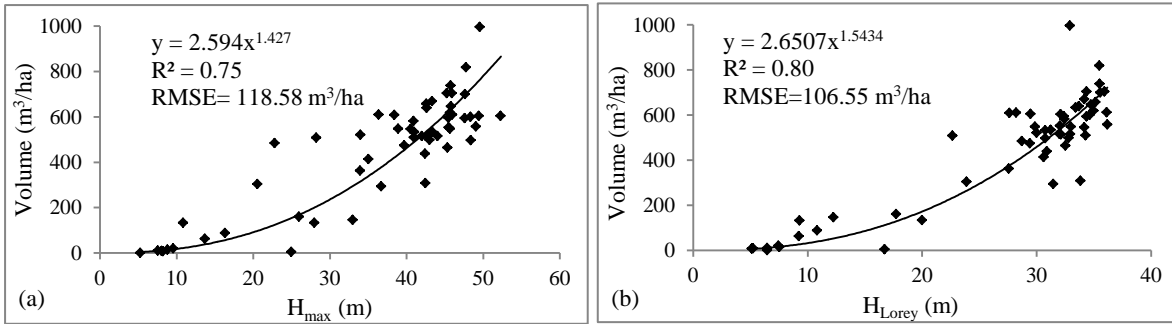 1000
800
600
400
200
0
y = 2.594x^1.427
R² = 0.75
RMSE= 118.58 m³/ha
Volume (m³/ha)
0 10 20 30 40 50 60
(a)
H_max (m)
1000
800
600
400
200
0
y = 2.6507x^1.5434
R² = 0.80
RMSE=106.55 m³/ha
Volume (m³/ha)
0 10 20 30 40
(b)
H_Lorey (m)